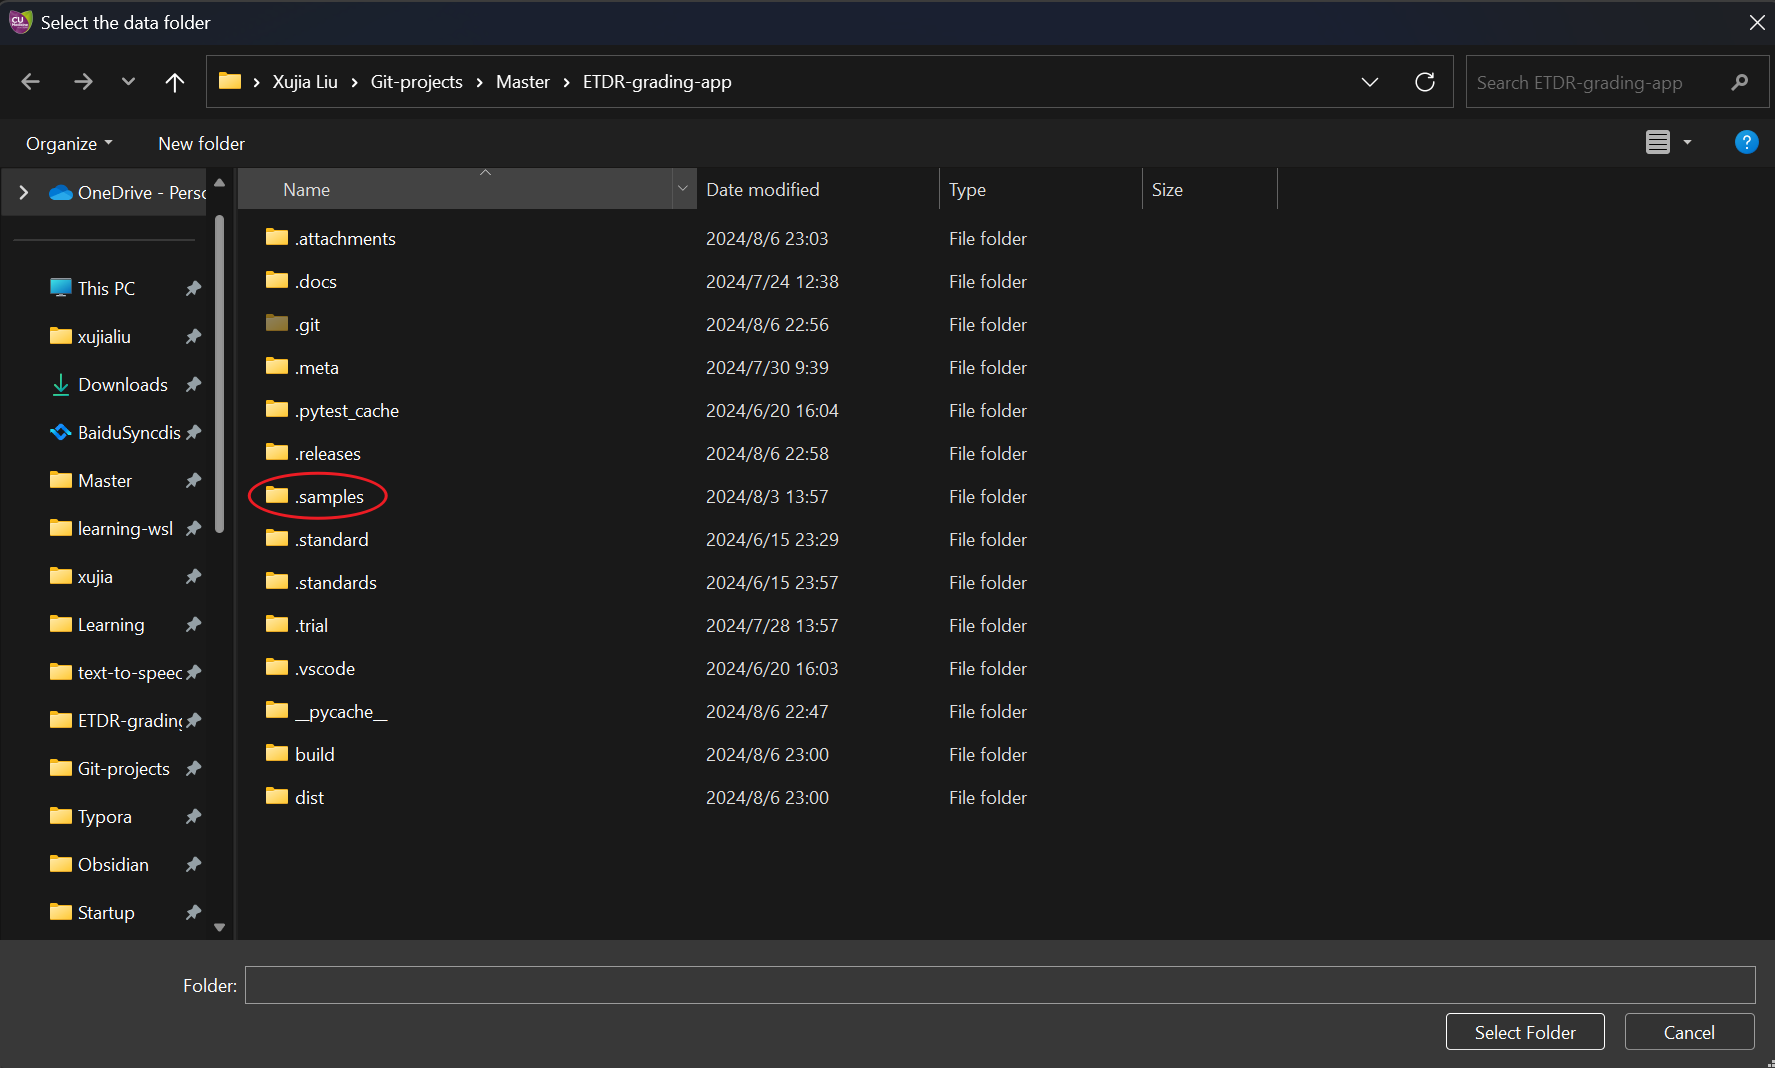 Select the data folder
Xujia Liu > Git-projects > Master > ETDR-grading-app
Search ETDR-grading-app
Organize
New folder
OneDrive - Perso
This PC
xujialiu
Downloads
BaiduSyncdis
Master
learning-wsl
xujia
Learning
text-to-speec
ETDR-grading
Git-projects
Typora
Obsidian
Startup
Name Date modified Type Size
.attachments 2024/8/6 23:03 File folder
.docs 2024/7/24 12:38 File folder
.git 2024/8/6 22:56 File folder
.meta 2024/7/30 9:39 File folder
.pytest_cache 2024/6/20 16:04 File folder
.releases 2024/8/6 22:58 File folder
.samples 2024/8/3 13:57 File folder
.standard 2024/6/15 23:29 File folder
.standards 2024/6/15 23:57 File folder
.trial 2024/7/28 13:57 File folder
.vscode 2024/6/20 16:03 File folder
__pycache__ 2024/8/6 22:47 File folder
build 2024/8/6 23:00 File folder
dist 2024/8/6 23:00 File folder
Folder:
Select Folder
Cancel